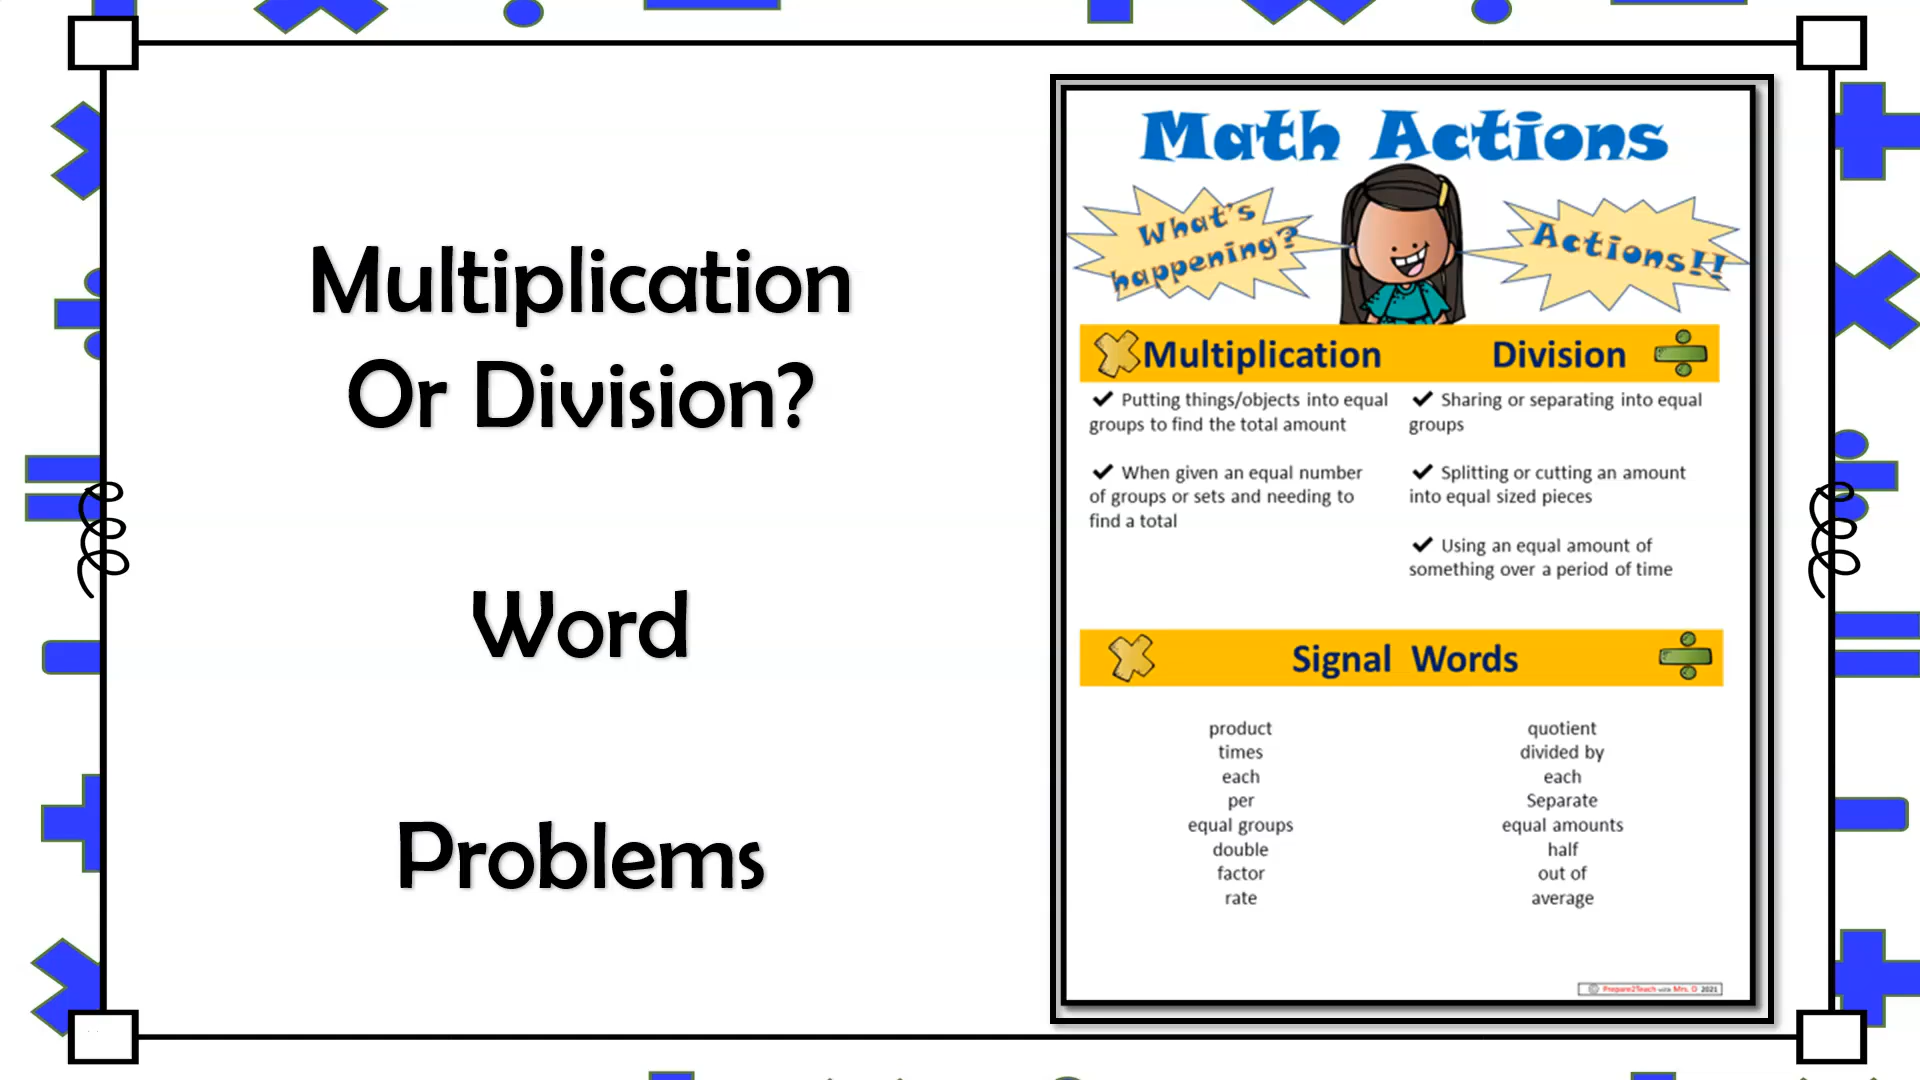 Multiplication
Or Division?
Word
Problems
Math Actions
What's
happening?
Actions!!
Multiplication
Division
✔ Putting things/objects into equal
groups to find the total amount
✔ When given an equal number
of groups or sets and needing to
find a total
✔ Sharing or separating into equal
groups
✔ Splitting or cutting an amount
into equal sized pieces
✔ Using an equal amount of
something over a period of time
Signal Words
product
times
each
per
equal groups
double
factor
rate
quotient
divided by
each
Separate
equal amounts
half
out of
average
© Prepare2Teach with Mrs. D 2021